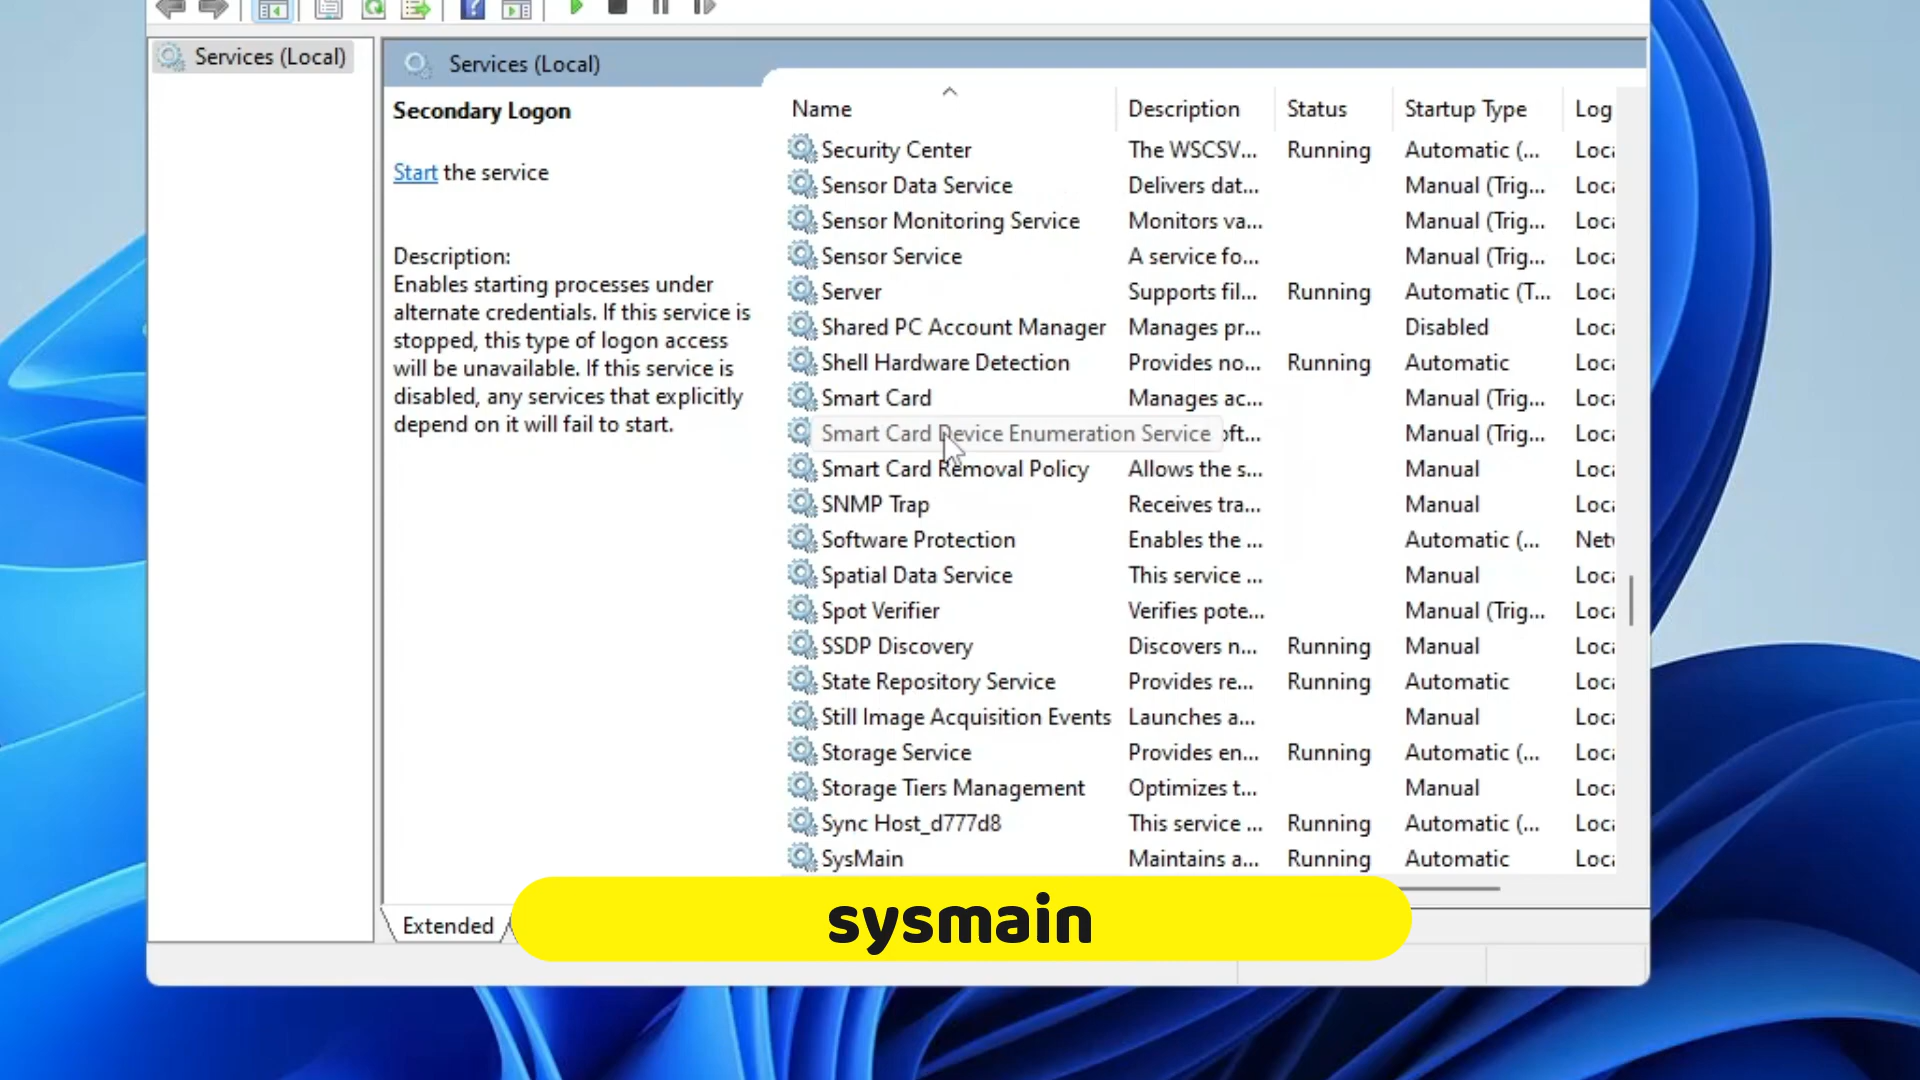 Services (Local)
Services (Local)
Secondary Logon
Start the service
Description:
Enables starting processes under
alternate credentials. If this service is
stopped, this type of logon access
will be unavailable. If this service is
disabled, any services that explicitly
depend on it will fail to start.
Name Description Status Startup Type Log
Security Center The WSCSV... Running Automatic (... Loca
Sensor Data Service Delivers dat... Manual (Trig... Loca
Sensor Monitoring Service Monitors va... Manual (Trig... Loca
Sensor Service A service fo... Manual (Trig... Loca
Server Supports fil... Running Automatic (T... Loca
Shared PC Account Manager Manages pr... Disabled Loca
Shell Hardware Detection Provides no... Running Automatic Loca
Smart Card Manages ac... Manual (Trig... Loca
Smart Card Device Enumeration Service oft... Manual (Trig... Loca
Smart Card Removal Policy Allows the s... Manual Loca
SNMP Trap Receives tra... Manual Loca
Software Protection Enables the ... Automatic (... Netw
Spatial Data Service This service ... Manual Loca
Spot Verifier Verifies pote... Manual (Trig... Loca
SSDP Discovery Discovers n... Running Manual Loca
State Repository Service Provides re... Running Automatic Loca
Still Image Acquisition Events Launches a... Manual Loca
Storage Service Provides en... Running Automatic (... Loca
Storage Tiers Management Optimizes t... Manual Loca
Sync Host_d777d8 This service ... Running Automatic (... Loca
SysMain Maintains a... Running Automatic Loca
Extended
sysmain